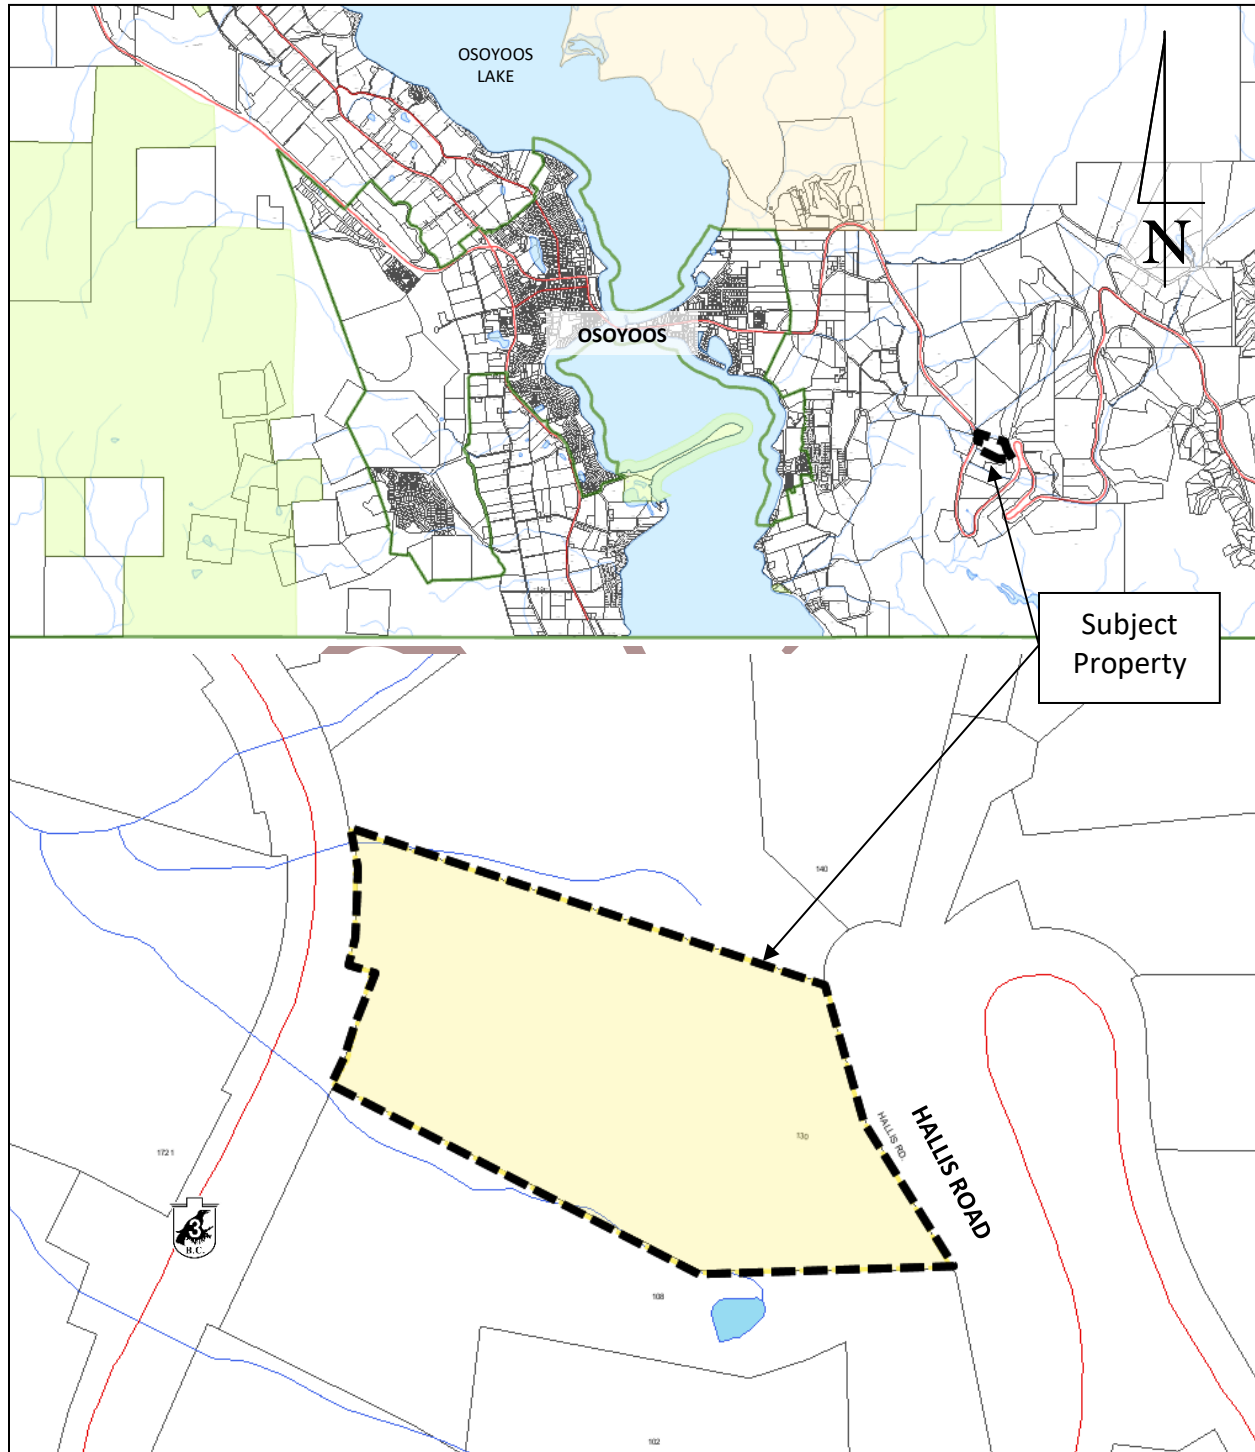 OSOYOOS
LAKE
N
OSOYOOS
Subject
Property
140
HALLIS RD.
130
HALLIS ROAD
1721
3
B.C.
108
102